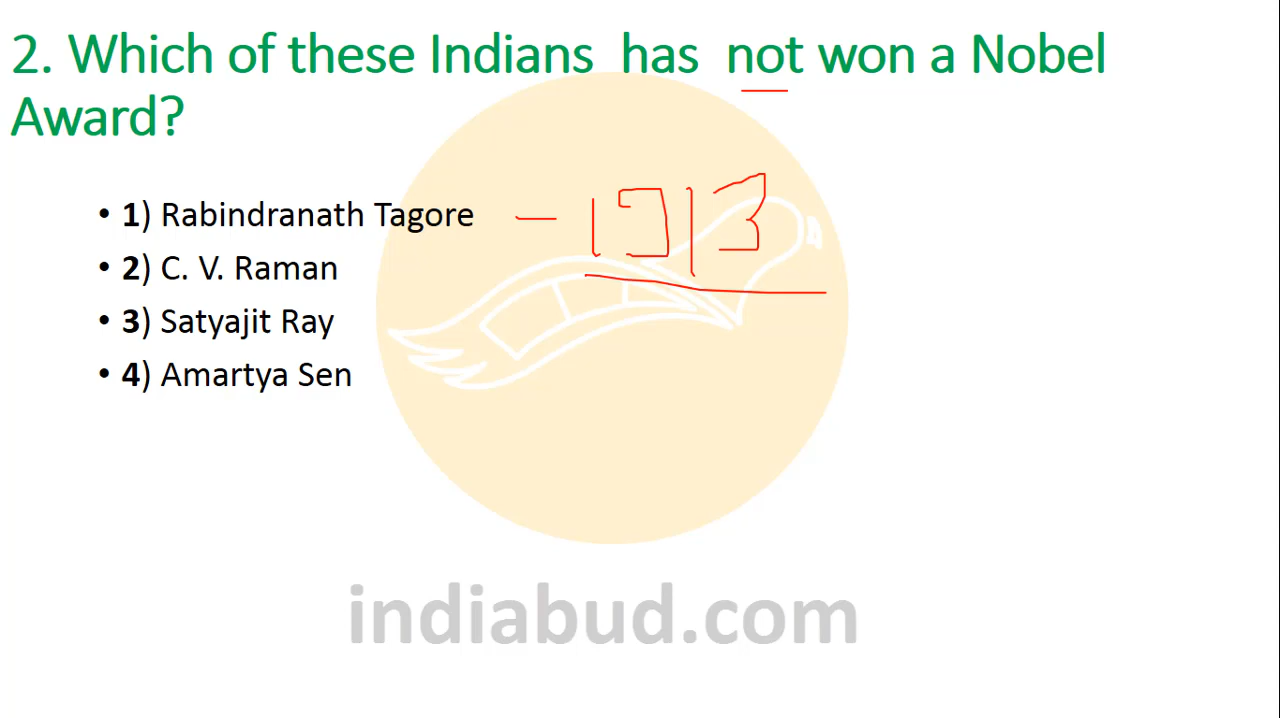 2. Which of these Indians has not won a Nobel
Award?
• 1) Rabindranath Tagore - 1913
• 2) C. V. Raman
• 3) Satyajit Ray
• 4) Amartya Sen
indiabud.com